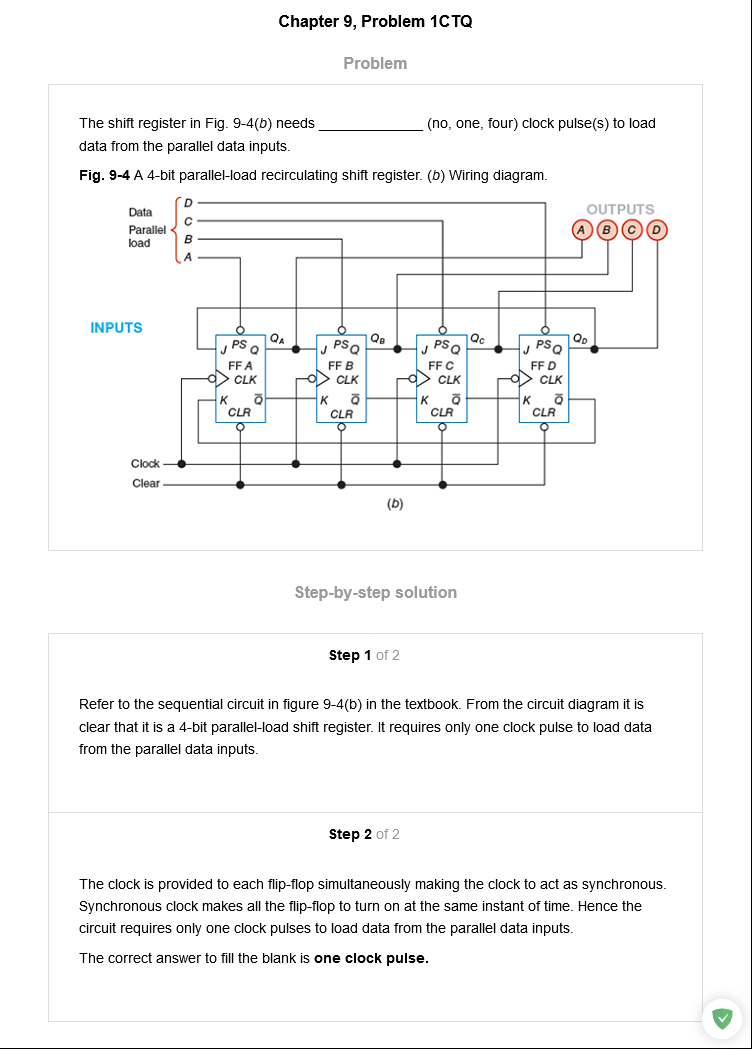 Chapter 9, Problem 1CTQ
Problem
The shift register in Fig. 9-4(b) needs ______________ (no, one, four) clock pulse(s) to load
data from the parallel data inputs.
Fig. 9-4 A 4-bit parallel-load recirculating shift register. (b) Wiring diagram.
Data
Parallel
load
D
C
B
A
OUTPUTS
A B C D
INPUTS
J PS Q QA J PS Q QB J PS Q QC J PS Q QD
FF A FF B FF C FF D
CLK CLK CLK CLK
K Q̅ K Q̅ K Q̅ K Q̅
CLR CLR CLR CLR
Clock
Clear
(b)
Step-by-step solution
Step 1 of 2
Refer to the sequential circuit in figure 9-4(b) in the textbook. From the circuit diagram it is
clear that it is a 4-bit parallel-load shift register. It requires only one clock pulse to load data
from the parallel data inputs.
Step 2 of 2
The clock is provided to each flip-flop simultaneously making the clock to act as synchronous.
Synchronous clock makes all the flip-flop to turn on at the same instant of time. Hence the
circuit requires only one clock pulses to load data from the parallel data inputs.
The correct answer to fill the blank is one clock pulse.